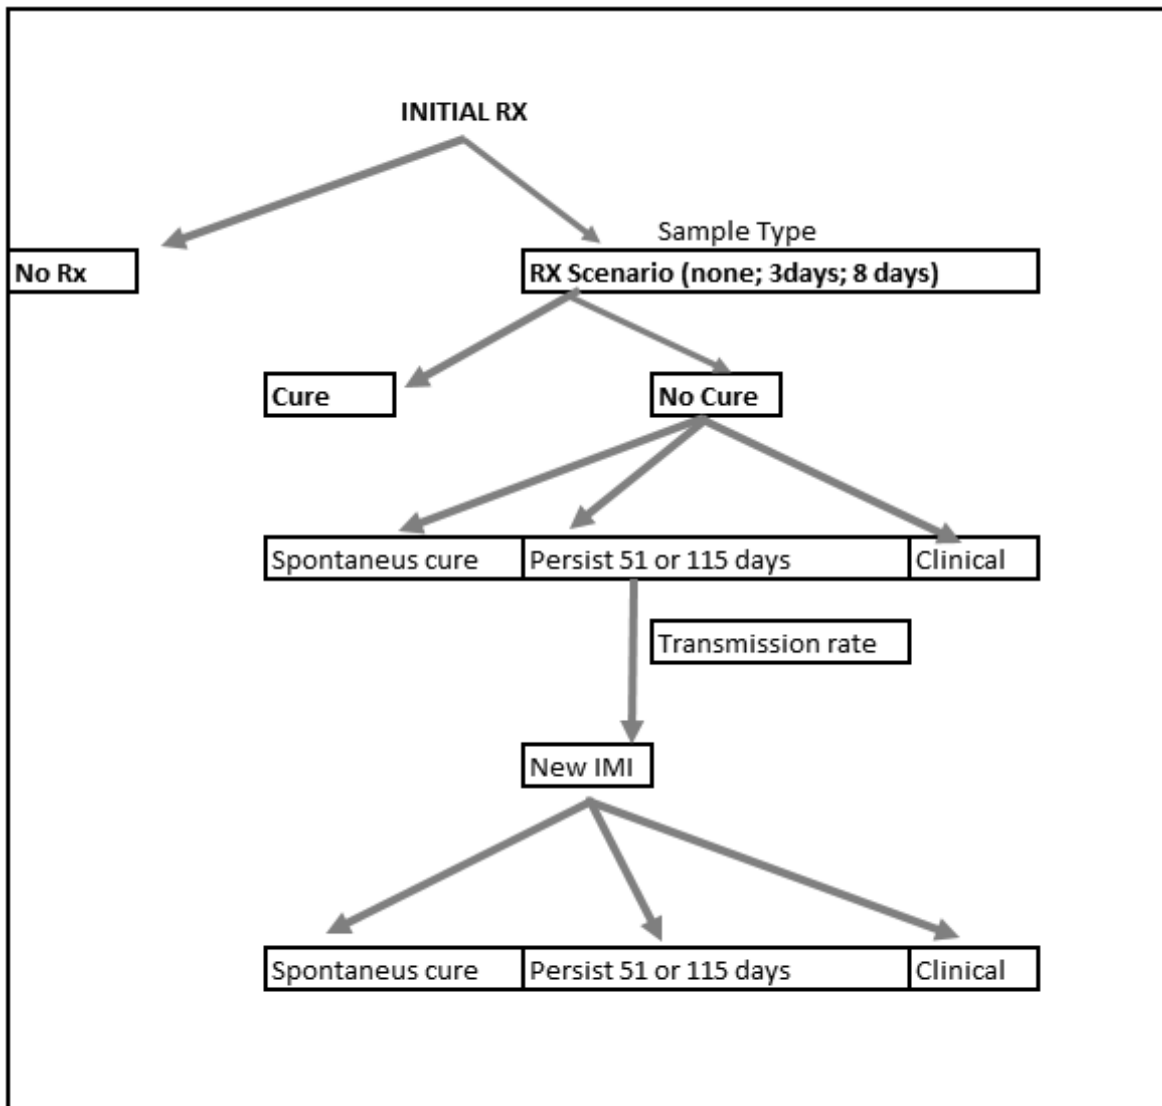 INITIAL RX
Sample Type
No Rx
RX Scenario (none; 3days; 8 days)
Cure
No Cure
Spontaneus cure
Persist 51 or 115 days
Clinical
Transmission rate
New IMI
Spontaneus cure
Persist 51 or 115 days
Clinical